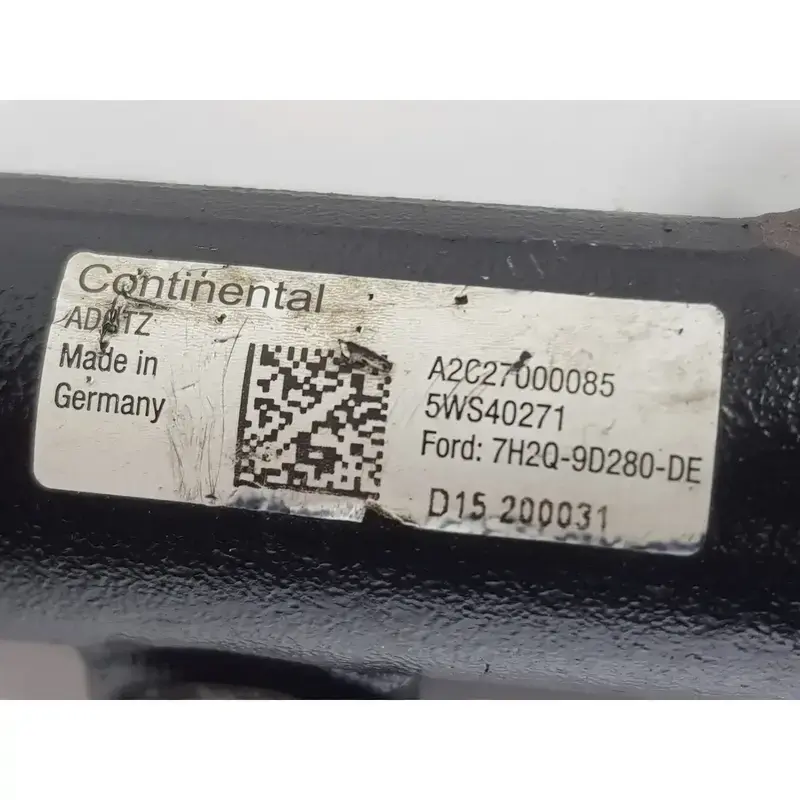 Continental
Made in
Germany
A2C27000085
5WS40271
Ford: 7H2Q-9D280-DE
D15 200031